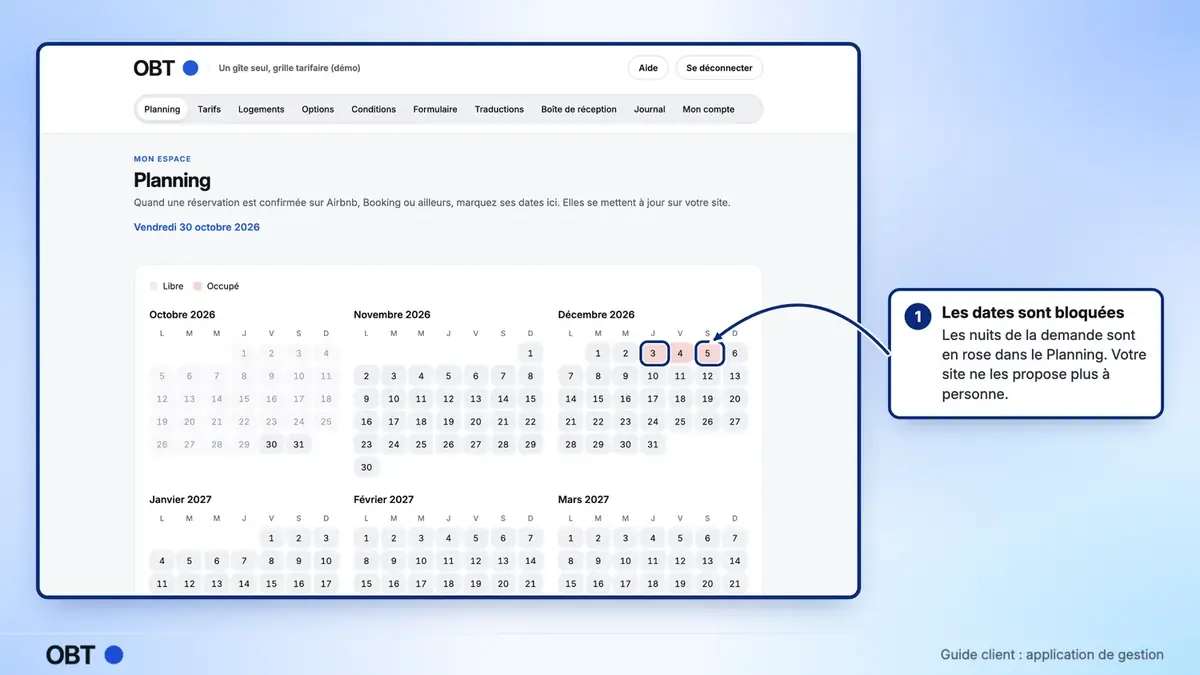 OBT
Un gîte seul, grille tarifaire (démo)
Aide
Se déconnecter
Planning
Tarifs
Logements
Options
Conditions
Formulaire
Traductions
Boîte de réception
Journal
Mon compte
MON ESPACE
Planning
Quand une réservation est confirmée sur Airbnb, Booking ou ailleurs, marquez ses dates ici. Elles se mettent à jour sur votre site.
Vendredi 30 octobre 2026
Libre
Occupé
Octobre 2026
L M M J V S D
1 2 3 4
5 6 7 8 9 10 11
12 13 14 15 16 17 18
19 20 21 22 23 24 25
26 27 28 29 30 31
Novembre 2026
L M M J V S D
1
2 3 4 5 6 7 8
9 10 11 12 13 14 15
16 17 18 19 20 21 22
23 24 25 26 27 28 29
30
Décembre 2026
L M M J V S D
1 2 3 4 5 6
7 8 9 10 11 12 13
14 15 16 17 18 19 20
21 22 23 24 25 26 27
28 29 30 31
Janvier 2027
L M M J V S D
1 2 3
4 5 6 7 8 9 10
11 12 13 14 15 16 17
Février 2027
L M M J V S D
1 2 3 4 5 6 7
8 9 10 11 12 13 14
15 16 17 18 19 20 21
Mars 2027
L M M J V S D
1 2 3 4 5 6 7
8 9 10 11 12 13 14
15 16 17 18 19 20 21
1
Les dates sont bloquées
Les nuits de la demande sont
en rose dans le Planning. Votre
site ne les propose plus à
personne.
OBT
Guide client : application de gestion